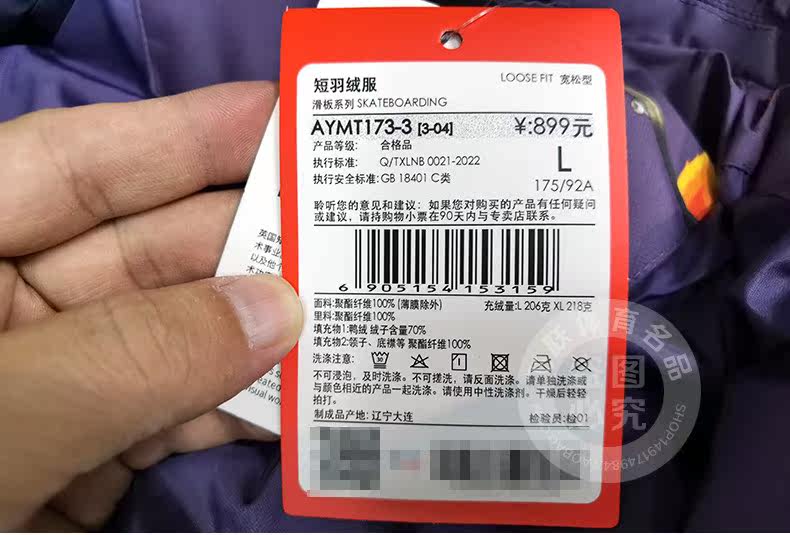 短羽绒服
LOOSE FIT 宽松型
滑板系列 SKATEBOARDING
AYMT173-3 [3-04]
¥:899元
产品等级: 合格品
执行标准: Q/TXLNB 0021-2022
L
执行安全标准: GB 18401 C类
175/92A
聆听您的意见和建议: 如果您对购买的产品有任何疑问
或建议, 请持购物小票在90天内与专卖店联系。
6 905154 153159
面料:聚酯纤维100% (薄膜除外)
充绒量: L 206克 XL 218克
里料:聚酯纤维100%
填充物1:鸭绒 绒子含量70%
填充物2:领子、底襟等 聚酯纤维100%
洗涤注意:
不可浸泡, 及时洗涤。不可搓洗, 请反面洗涤。请单独洗涤或
与颜色相近的产品一起洗涤。请使用中性洗涤剂。干燥后轻轻
拍打。
制成品产地: 辽宁大连
检验员:检01
英国
术事业
以及他